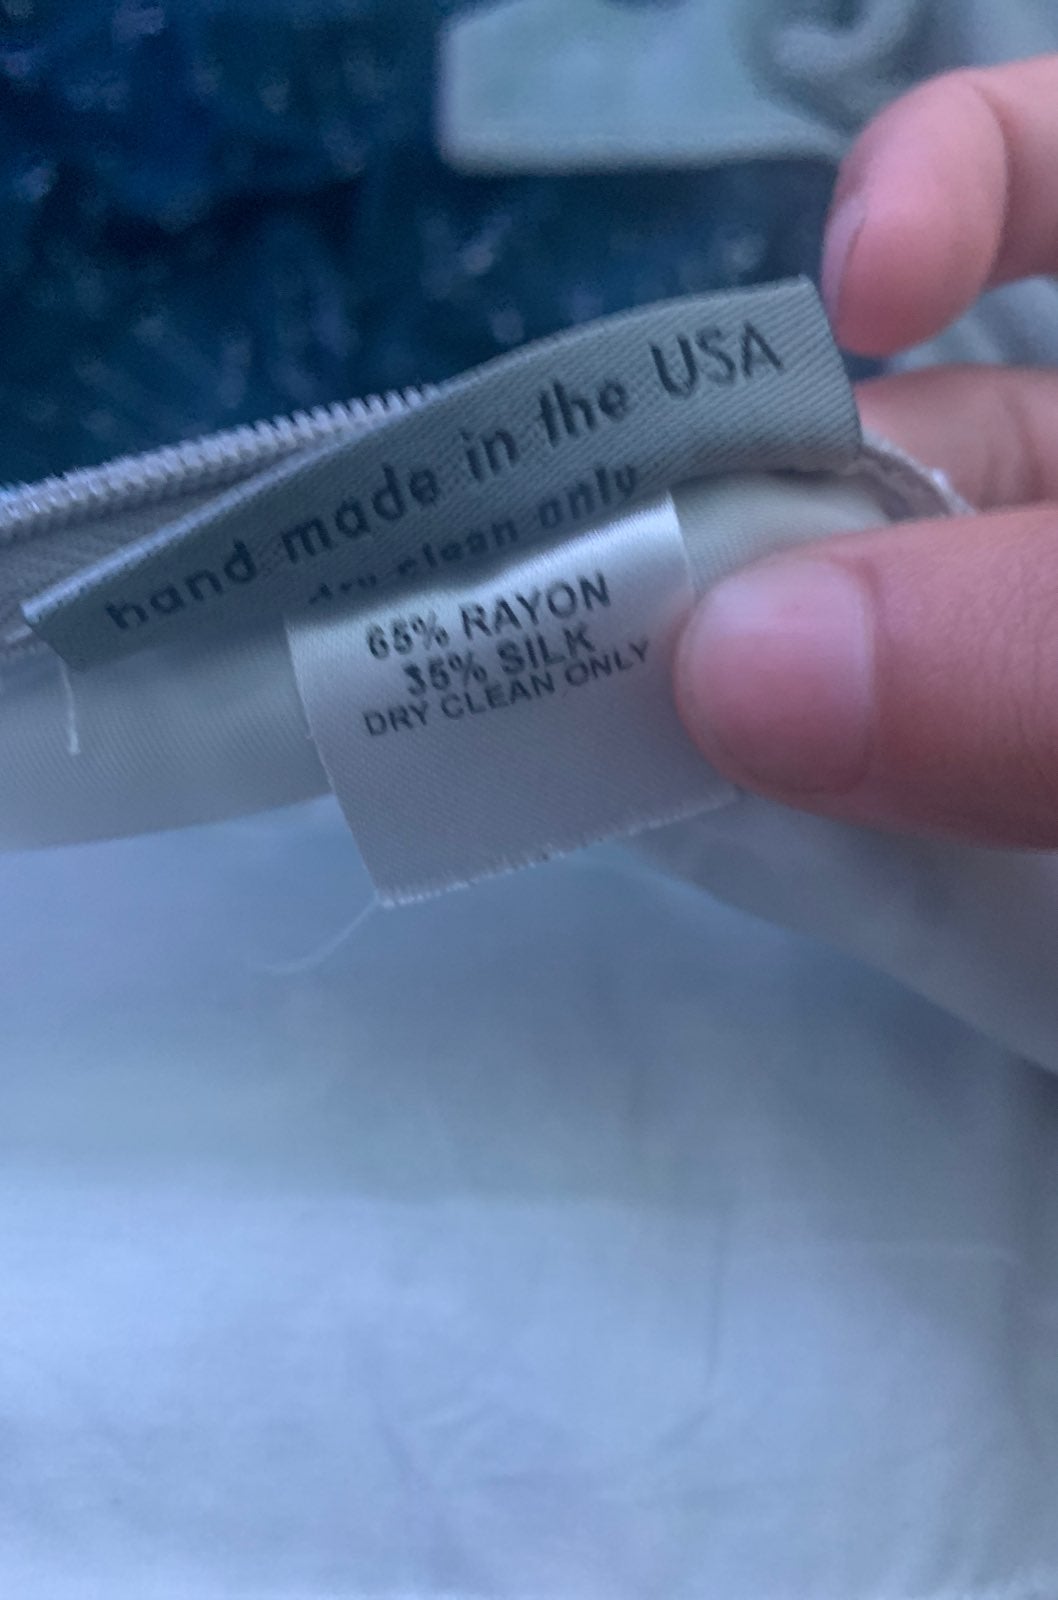 hand made in the USA
dry clean only
65% RAYON
35% SILK
DRY CLEAN ONLY